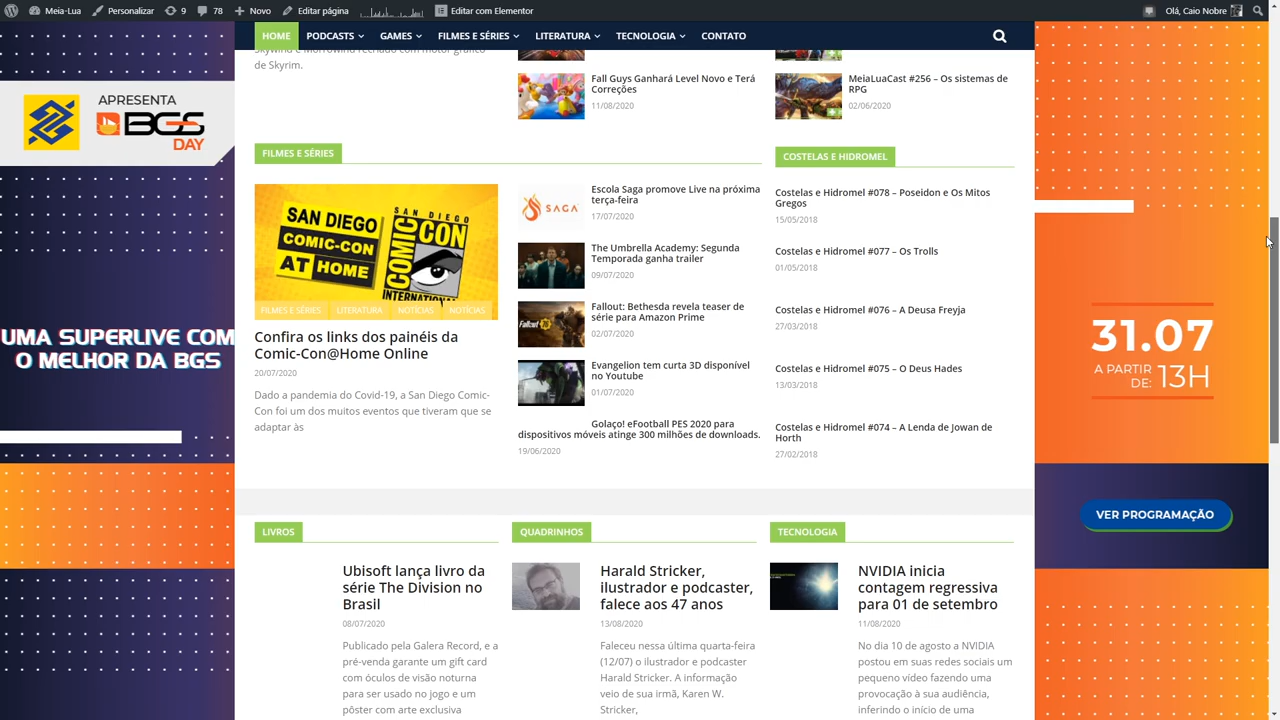 Meia-Lua 9 78 Novo Personalizar Editar com Elementor Olá, Calebe
HOME PODCASTS GAMES FILMES E SÉRIES LITERATURA TECNOLOGIA CONTATO
de Skyrim.
Fall Guys Ganhará Level Novo e Terá
Correções
11/08/2020
MeiaLuaCast #256 – Os sistemas de
RPG
02/06/2020
APRESENTA
BGS
DAY
UMA SUPERLIVE COM
O MELHOR DA BGS
FILMES E SÉRIES
SAN DIEGO
COMIC-CON
AT HOME
SAN DIEGO
COMIC CON
INTERNATIONAL
FILMES E SÉRIES LITERATURA NOTÍCIAS NOTÍCIAS
Confira os links dos painéis da
Comic-Con@Home Online
20/07/2020
Dado a pandemia do Covid-19, a San Diego Comic-
Con foi um dos muitos eventos que tiveram que se
adaptar às
SAGA
Escola Saga promove Live na próxima
terça-feira
17/07/2020
The Umbrella Academy: Segunda
Temporada ganha trailer
09/07/2020
Fallout
Fallout: Bethesda revela teaser de
série para Amazon Prime
02/07/2020
Evangelion tem curta 3D disponível
no Youtube
01/07/2020
Golaço! eFootball PES 2020 para
dispositivos móveis atinge 300 milhões de downloads.
19/06/2020
COSTELAS E HIDROMEL
Costelas e Hidromel #078 – Poseidon e Os Mitos
Gregos
15/05/2018
Costelas e Hidromel #077 – Os Trolls
01/05/2018
Costelas e Hidromel #076 – A Deusa Freyja
27/03/2018
Costelas e Hidromel #075 – O Deus Hades
13/03/2018
Costelas e Hidromel #074 – A Lenda de Jowan de
Horth
27/02/2018
31.07
A PARTIR
DE: 13H
VER PROGRAMAÇÃO
LIVROS
Ubisoft lança livro da
série The Division no
Brasil
08/07/2020
Publicado pela Galera Record, e a
pré-venda garante um gift card
com óculos de visão noturna
para ser usado no jogo e um
pôster com arte exclusiva
QUADRINHOS
Harald Stricker,
ilustrador e podcaster,
falece aos 47 anos
13/08/2020
Faleceu nessa última quarta-feira
(12/07) o ilustrador e podcaster
Harald Stricker. A informação
veio de sua irmã, Karen W.
Stricker,
TECNOLOGIA
NVIDIA inicia
contagem regressiva
para 01 de setembro
11/08/2020
No dia 10 de agosto a NVIDIA
postou em suas redes sociais um
pequeno vídeo fazendo uma
provocação à sua audiência,
inferindo o início de uma